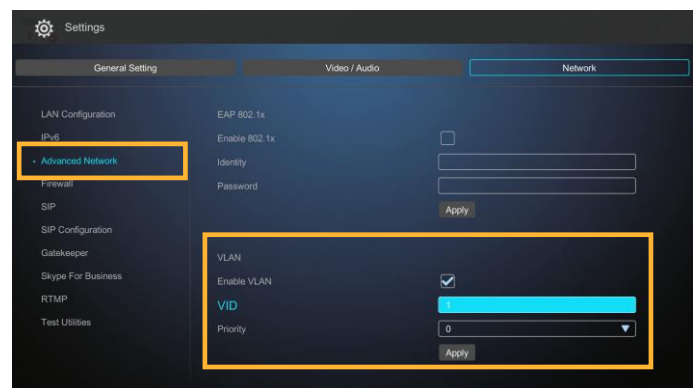 Settings
General Setting
Video / Audio
Network
LAN Configuration
IPv6
Advanced Network
Firewall
SIP
SIP Configuration
Gatekeeper
Skype For Business
RTMP
Test Utilities
EAP 802.1x
Enable 802.1x
Identity
Password
Apply
VLAN
Enable VLAN
VID
1
Priority
0
Apply